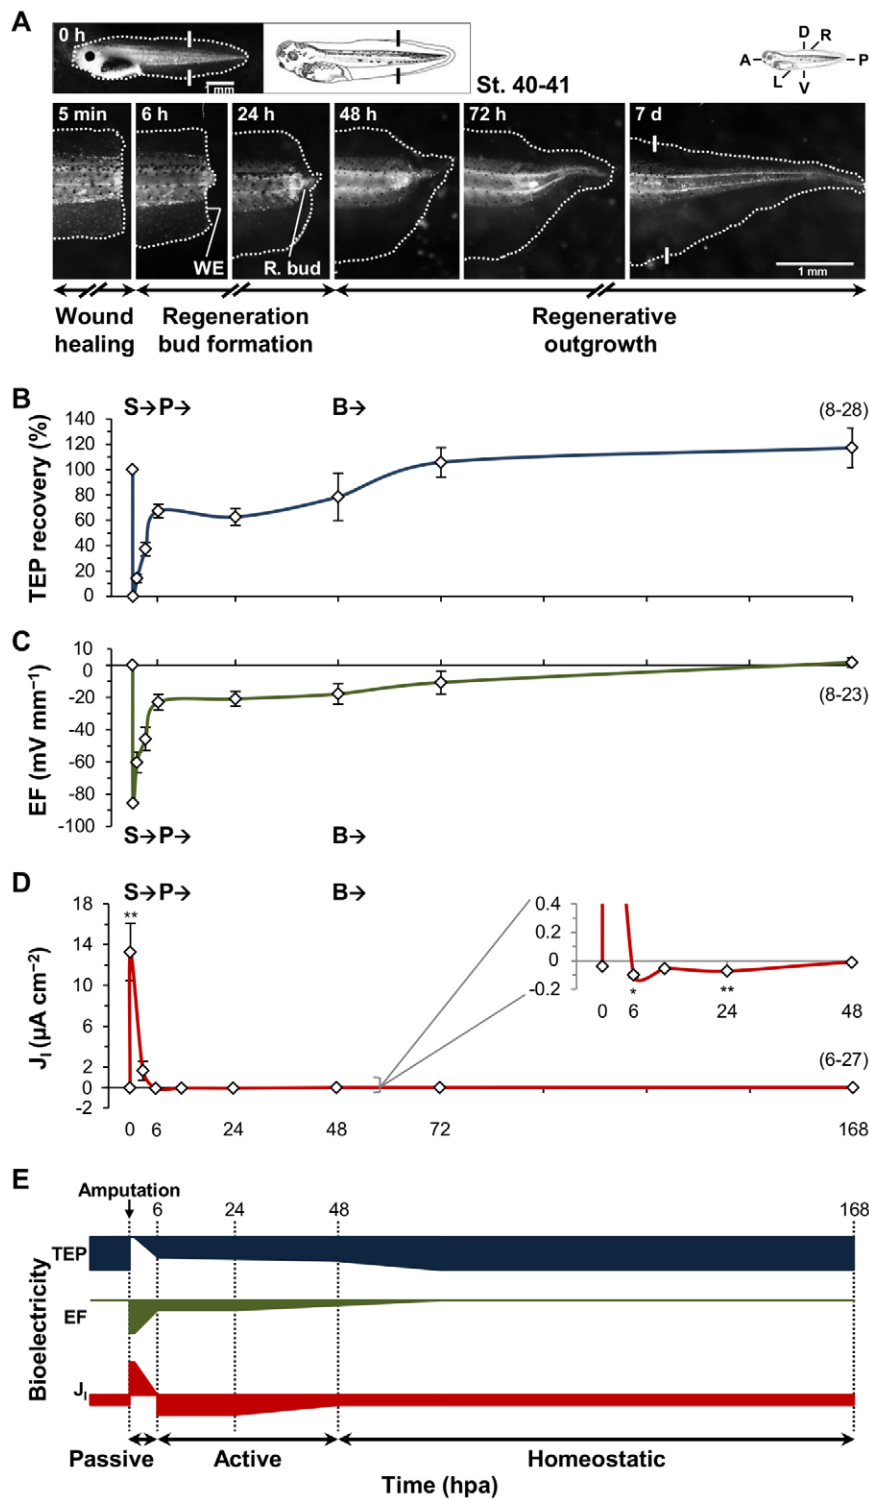 A
0 h
1 mm
St. 40-41
D
R
A
P
L
V
5 min
6 h
24 h
48 h
72 h
7 d
WE
R. bud
1 mm
Wound
healing
Regeneration
bud formation
Regenerative
outgrowth
B
S→P→
B→
(8-28)
TEP recovery (%)
140
120
100
80
60
40
20
0
C
EF (mV mm⁻¹)
10
0
-20
-40
-60
-80
-100
(8-23)
S→P→
B→
D
S→P→
B→
Jᵢ (µA cm⁻²)
18
14
10
6
2
0
-2
**
0.4
0.2
0
-0.2
*
**
0 6 24 48
(6-27)
0 6 24 48 72 168
E
Amputation
6 24 48 168
Bioelectricity
TEP
EF
Jᵢ
Passive
Active
Homeostatic
Time (hpa)